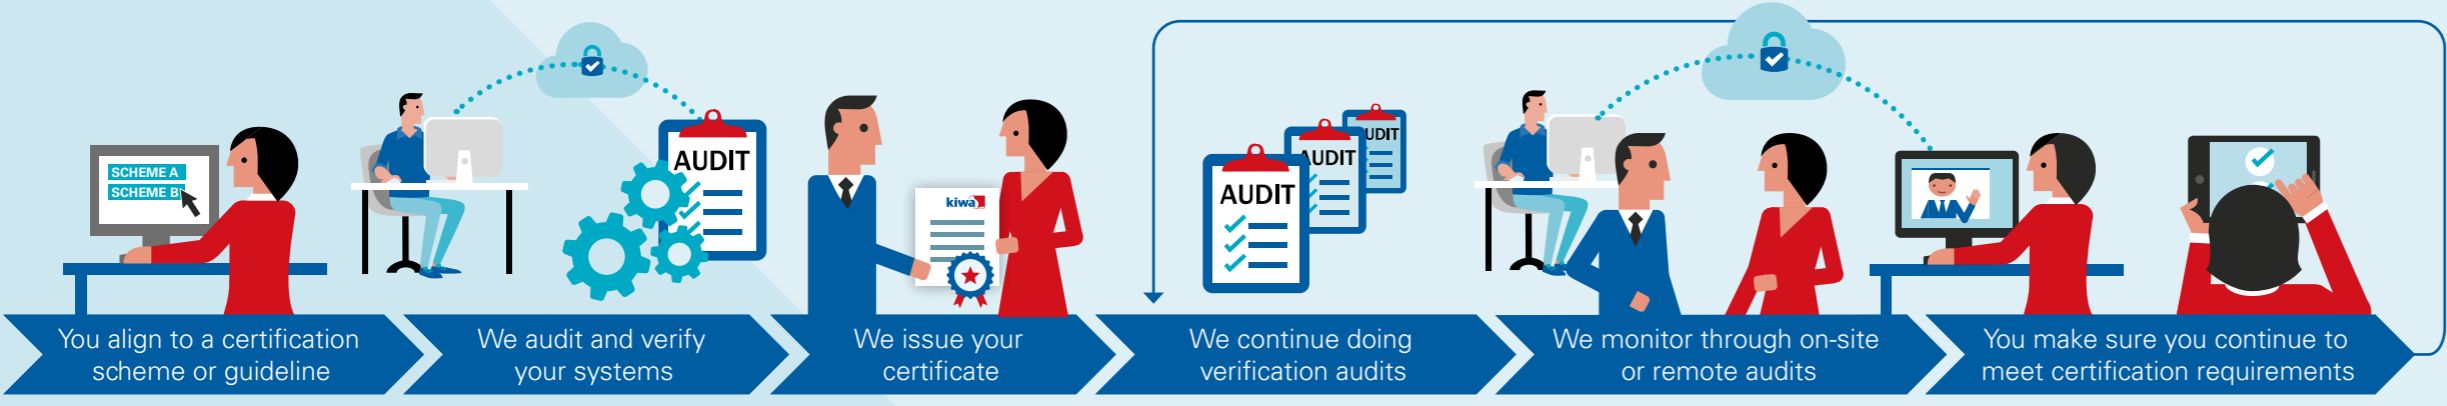 SCHEME A
SCHEME B
AUDIT
kiwa
AUDIT
AUDIT
UDIT
You align to a certification
scheme or guideline
We audit and verify
your systems
We issue your
certificate
We continue doing
verification audits
We monitor through on-site
or remote audits
You make sure you continue to
meet certification requirements